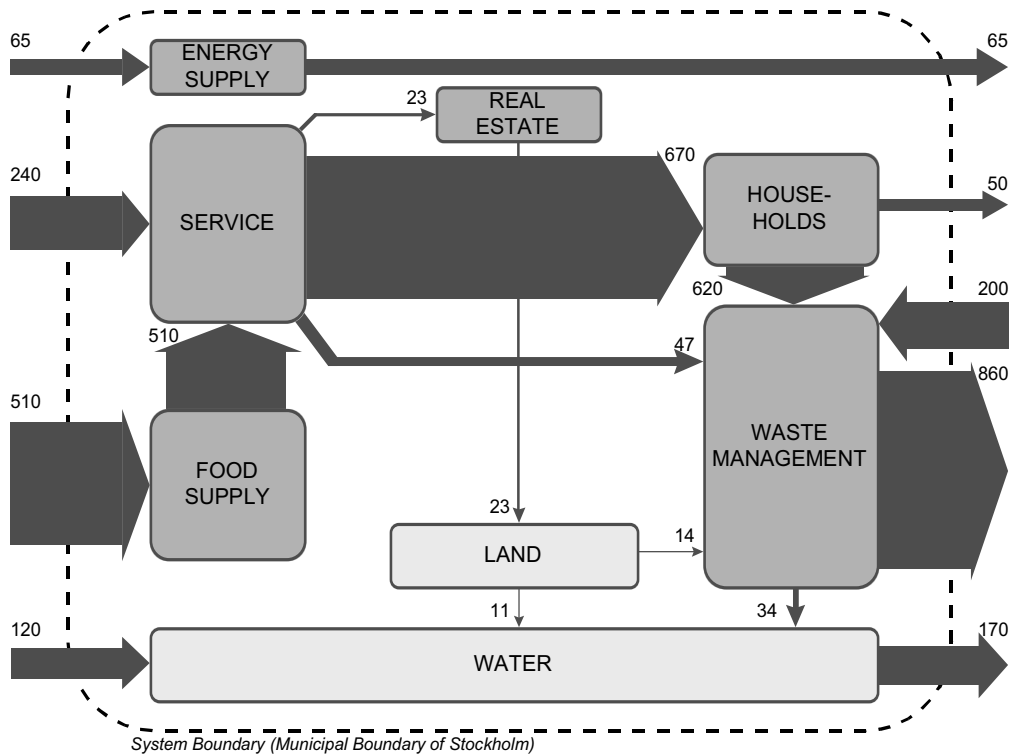 65
ENERGY
SUPPLY
65
23
REAL
ESTATE
240
SERVICE
670
HOUSE-
HOLDS
50
510
620
200
47
510
860
FOOD
SUPPLY
WASTE
MANAGEMENT
23
LAND
14
11
34
120
WATER
170
System Boundary (Municipal Boundary of Stockholm)